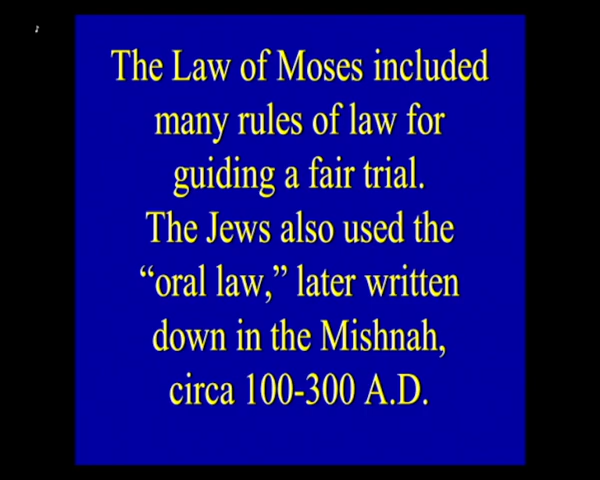 The Law of Moses included
many rules of law for
guiding a fair trial.
The Jews also used the
“oral law,” later written
down in the Mishnah,
circa 100-300 A.D.